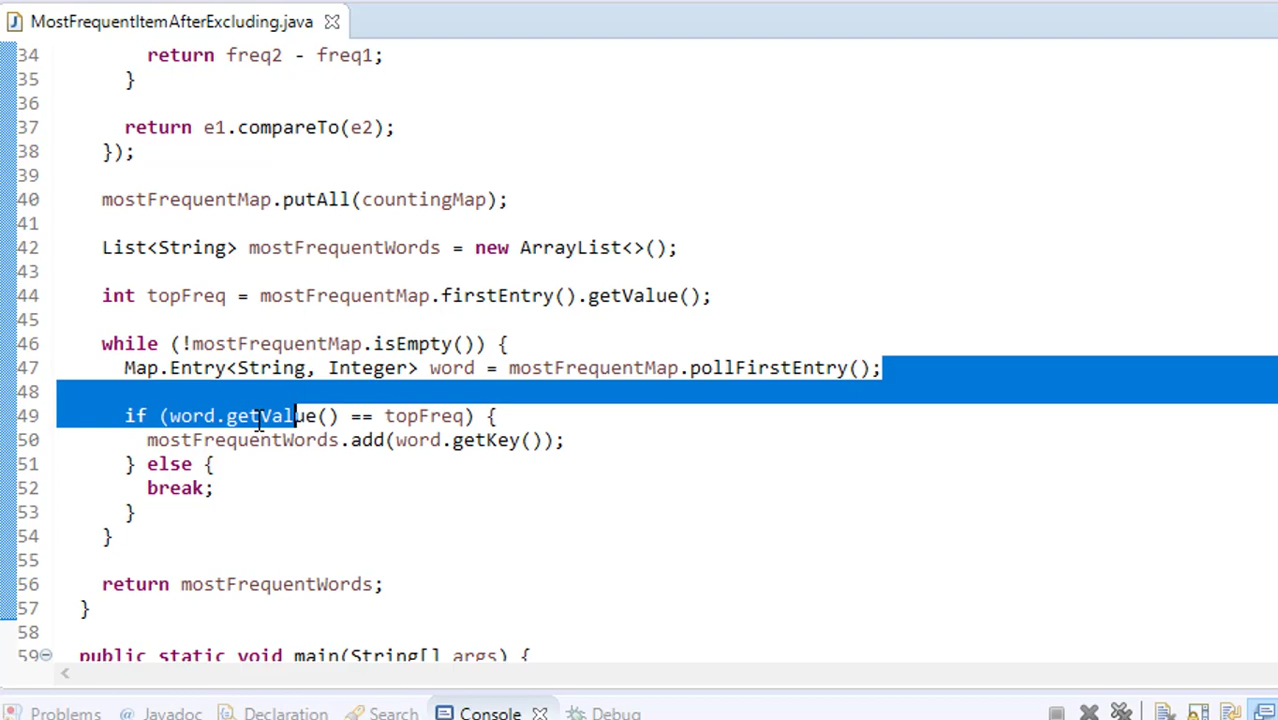 MostFrequentItemAfterExcluding.java
34 return freq2 - freq1;
35 }
36
37 return e1.compareTo(e2);
38 });
39
40 mostFrequentMap.putAll(countingMap);
41
42 List<String> mostFrequentWords = new ArrayList<>();
43
44 int topFreq = mostFrequentMap.firstEntry().getValue();
45
46 while (!mostFrequentMap.isEmpty()) {
47 Map.Entry<String, Integer> word = mostFrequentMap.pollFirstEntry();
48
49 if (word.getValue() == topFreq) {
50 mostFrequentWords.add(word.getKey());
51 } else {
52 break;
53 }
54 }
55
56 return mostFrequentWords;
57 }
58
59 public static void main(String[] args) {
Problems @ Javadoc Declaration Search Console Debug